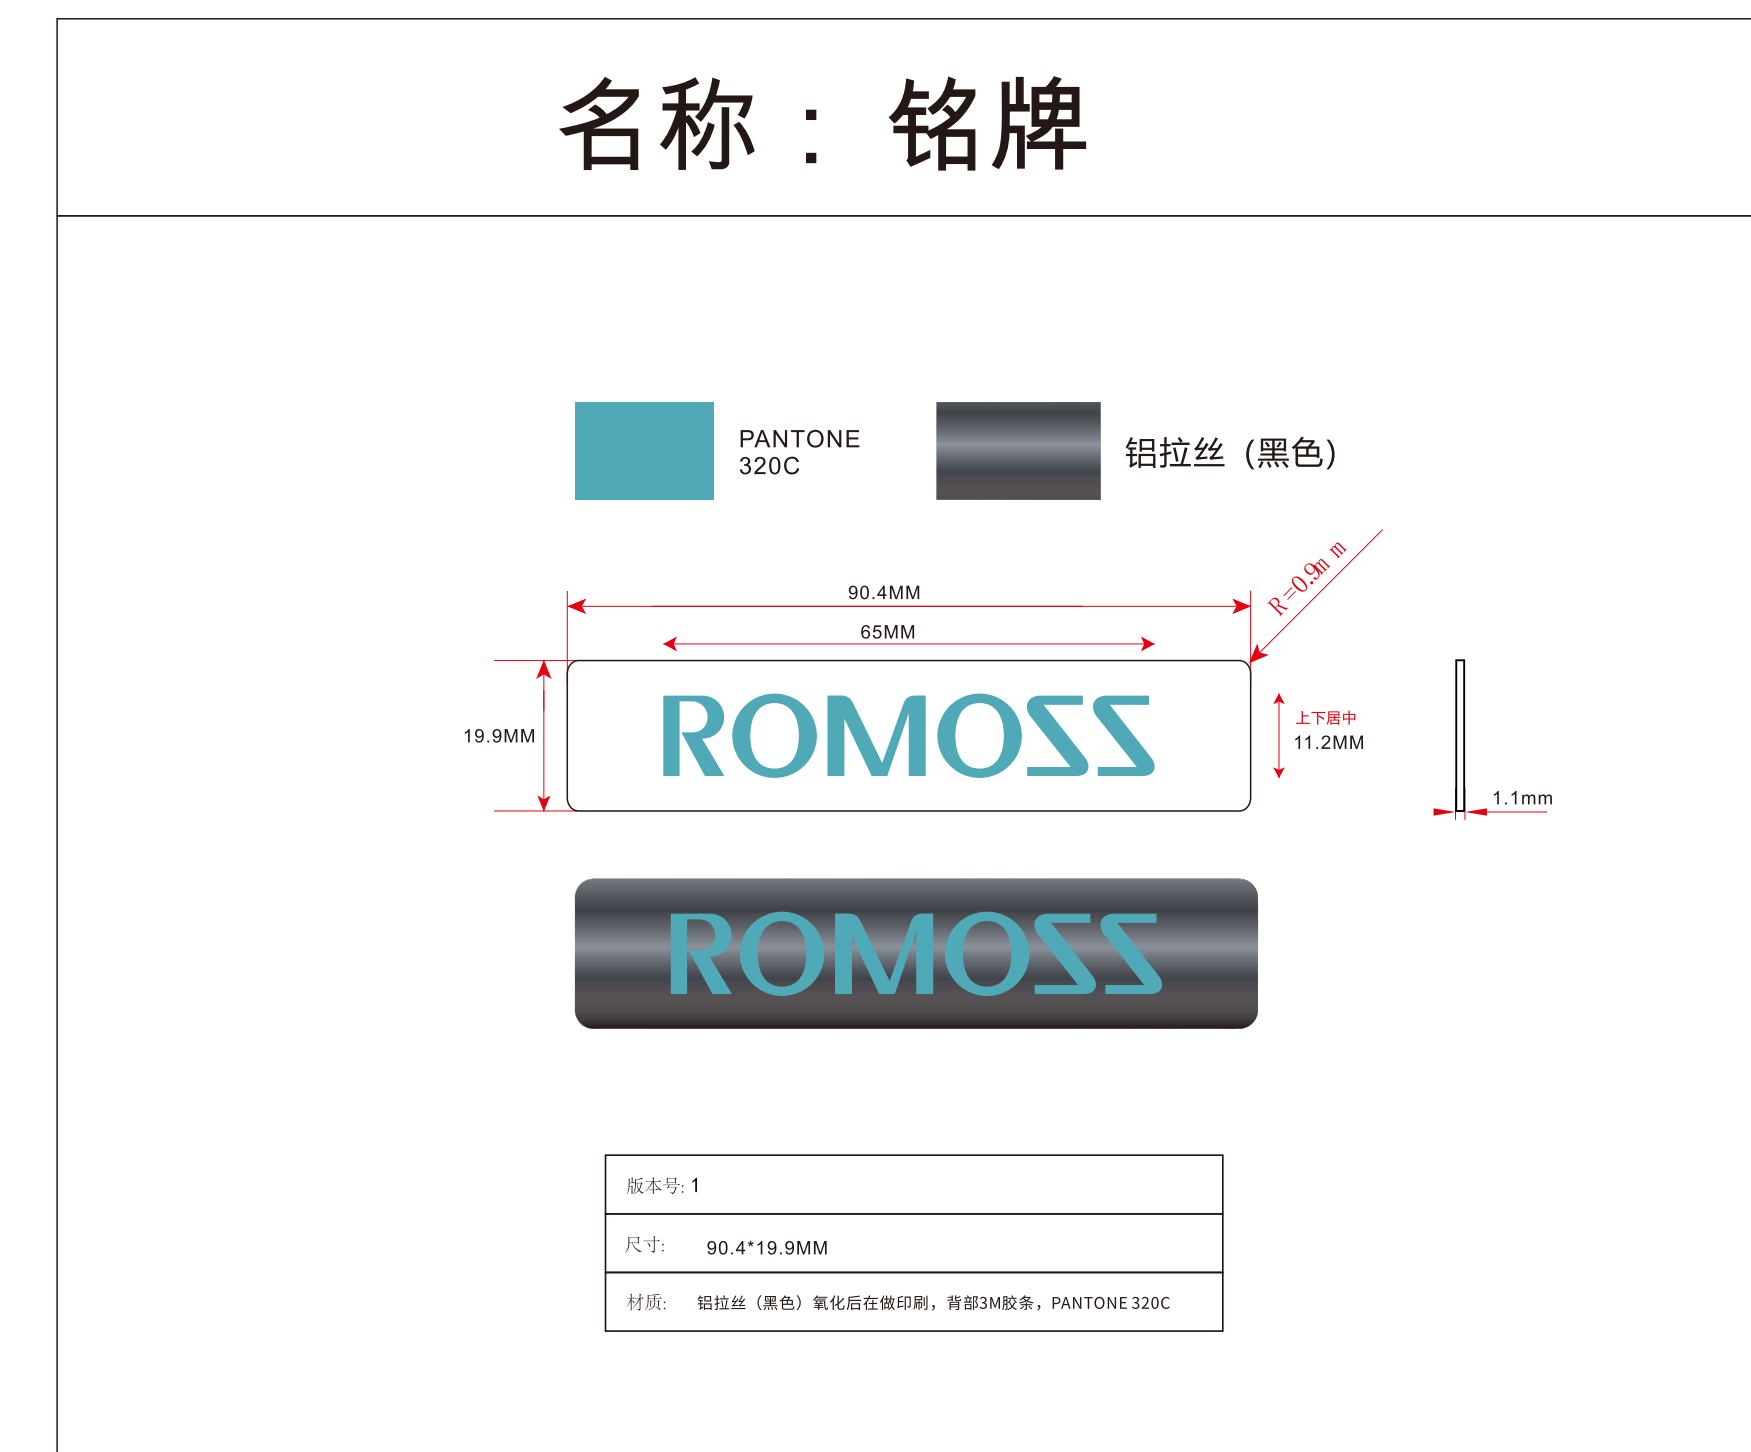 名称：铭牌
PANTONE
320C
铝拉丝（黑色）
R=0.9mm
90.4MM
65MM
19.9MM
ROMOSS
上下居中
11.2MM
1.1mm
ROMOSS
版本号: 1
尺寸: 90.4*19.9MM
材质: 铝拉丝（黑色）氧化后在做印刷，背部3M胶条，PANTONE 320C